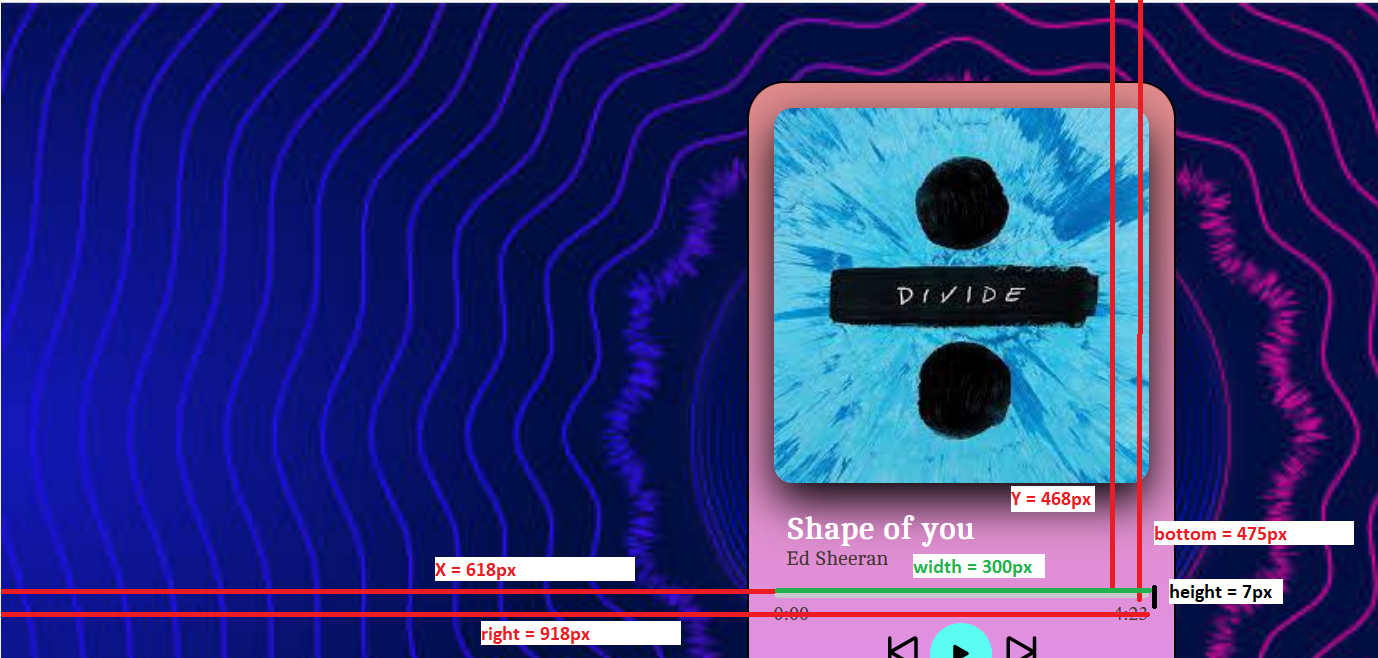 DIVIDE
Y = 468px
Shape of you
bottom = 475px
Ed Sheeran
width = 300px
X = 618px
height = 7px
0:00
4:23
right = 918px